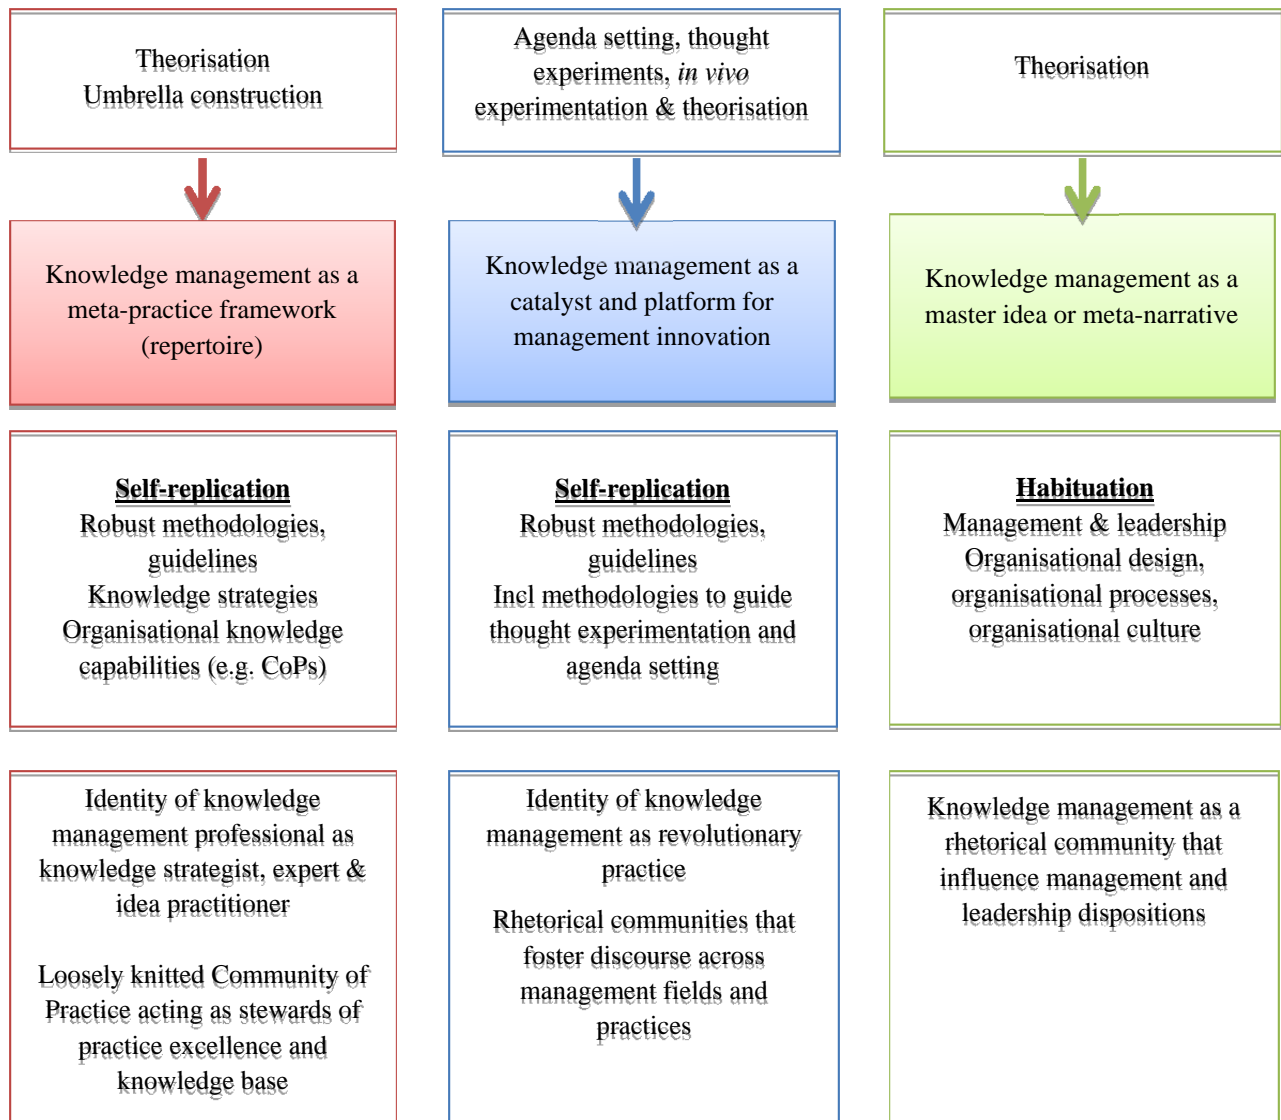 Theorisation
Umbrella construction
Agenda setting, thought
experiments, in vivo
experimentation & theorisation
Theorisation
Knowledge management as a
meta-practice framework
(repertoire)
Knowledge management as a
catalyst and platform for
management innovation
Knowledge management as a
master idea or meta-narrative
Self-replication
Robust methodologies,
guidelines
Knowledge strategies
Organisational knowledge
capabilities (e.g. CoPs)
Self-replication
Robust methodologies,
guidelines
Incl methodologies to guide
thought experimentation and
agenda setting
Habituation
Management & leadership
Organisational design,
organisational processes,
organisational culture
Identity of knowledge
management professional as
knowledge strategist, expert &
idea practitioner
Loosely knitted Community of
Practice acting as stewards of
practice excellence and
knowledge base
Identity of knowledge
management as revolutionary
practice
Rhetorical communities that
foster discourse across
management fields and
practices
Knowledge management as a
rhetorical community that
influence management and
leadership dispositions